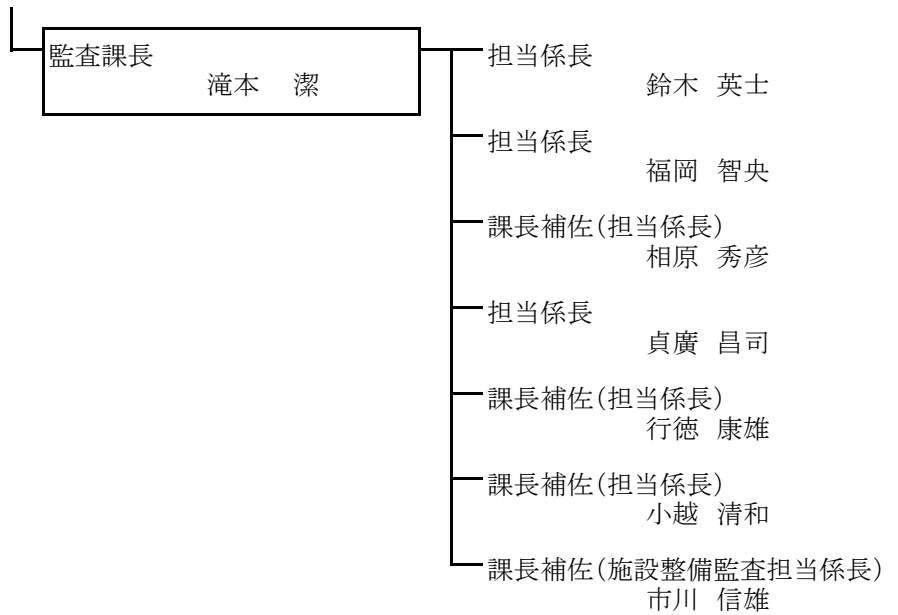 監査課長
滝本 潔
担当係長
鈴木 英士
担当係長
福岡 智央
課長補佐(担当係長)
相原 秀彦
担当係長
貞廣 昌司
課長補佐(担当係長)
行徳 康雄
課長補佐(担当係長)
小越 清和
課長補佐(施設整備監査担当係長)
市川 信雄